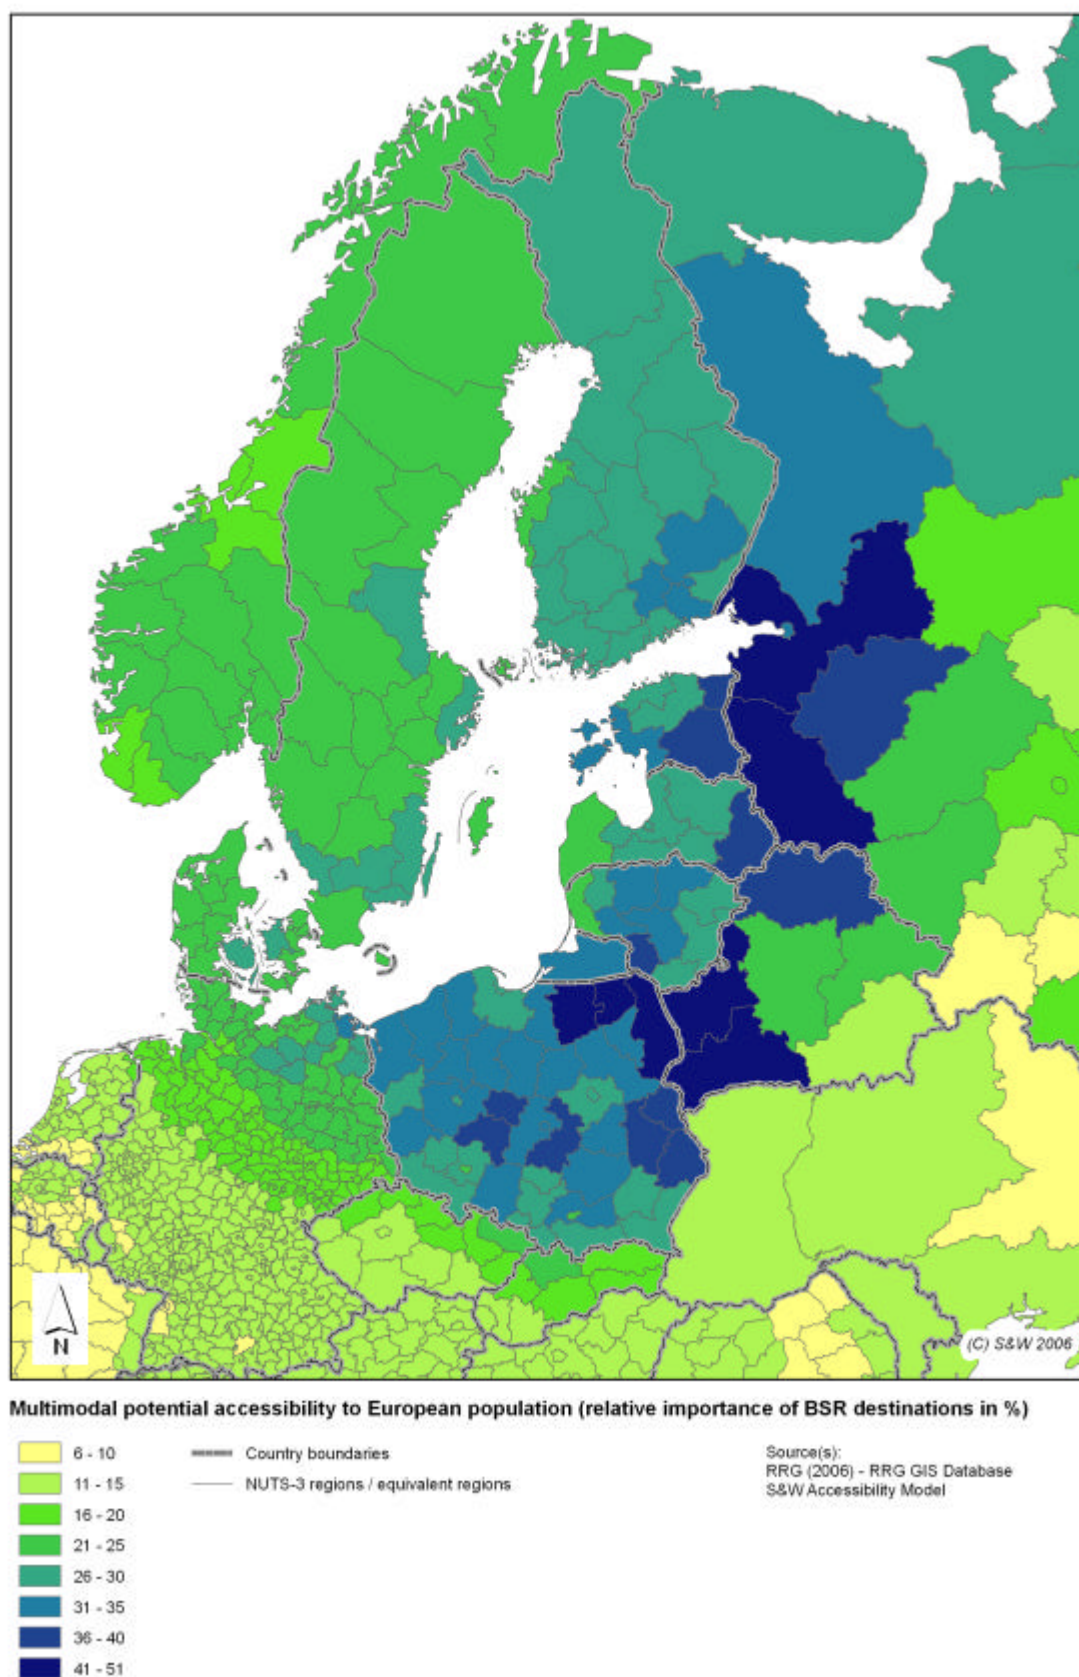 N
(C) S&W 2006
Multimodal potential accessibility to European population (relative importance of BSR destinations in %)
6 - 10
11 - 15
16 - 20
21 - 25
26 - 30
31 - 35
36 - 40
41 - 51
Country boundaries
NUTS-3 regions / equivalent regions
Source(s):
RRG (2006) - RRG GIS Database
S&W Accessibility Model